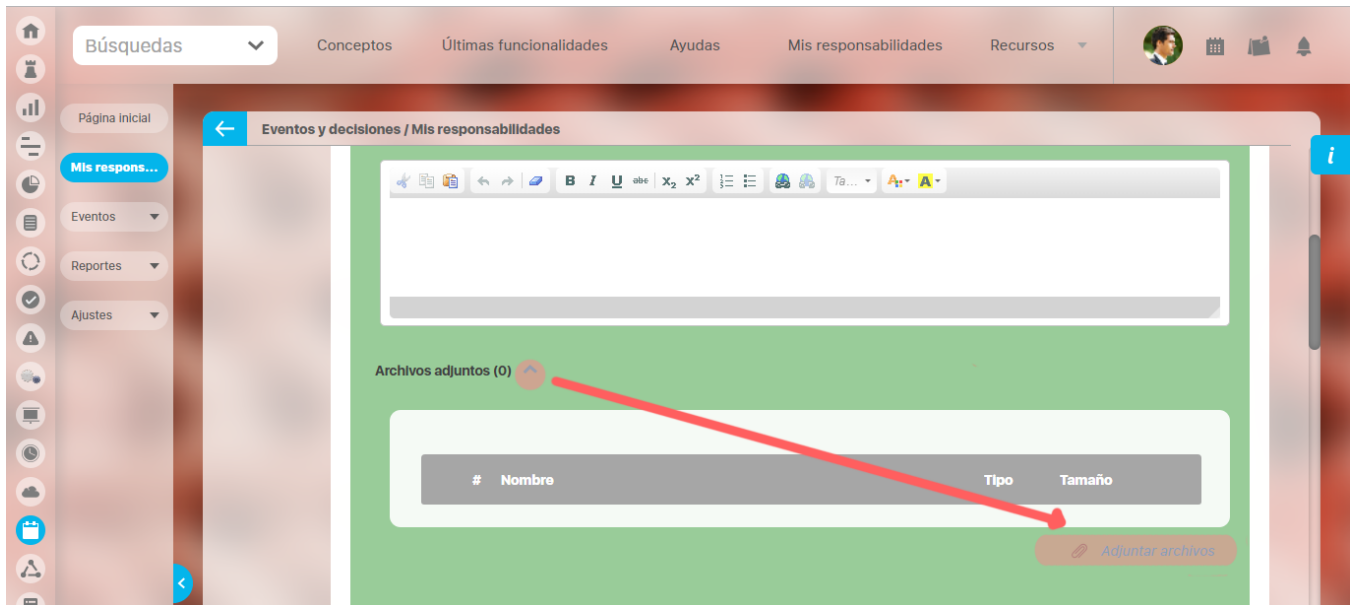 Búsquedas
Conceptos
Últimas funcionalidades
Ayudas
Mis responsabilidades
Recursos
Página inicial
Mis respons...
Eventos
Reportes
Ajustes
Eventos y decisiones / Mis responsabilidades
i
B I U abc x₂ x² Ta... A A
Archivos adjuntos (0)
# Nombre Tipo Tamaño
Adjuntar archivos